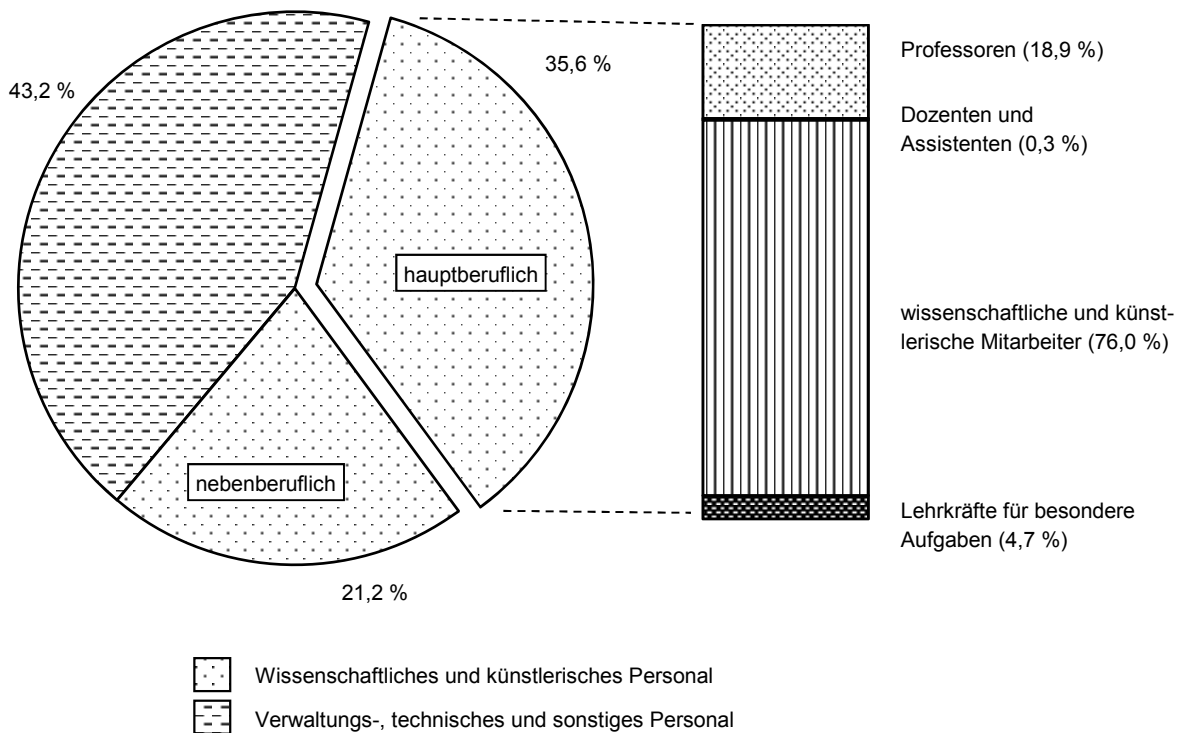 43,2 %
35,6 %
hauptberuflich
nebenberuflich
21,2 %
Professoren (18,9 %)
Dozenten und
Assistenten (0,3 %)
wissenschaftliche und künst-
lerische Mitarbeiter (76,0 %)
Lehrkräfte für besondere
Aufgaben (4,7 %)
Wissenschaftliches und künstlerisches Personal
Verwaltungs-, technisches und sonstiges Personal